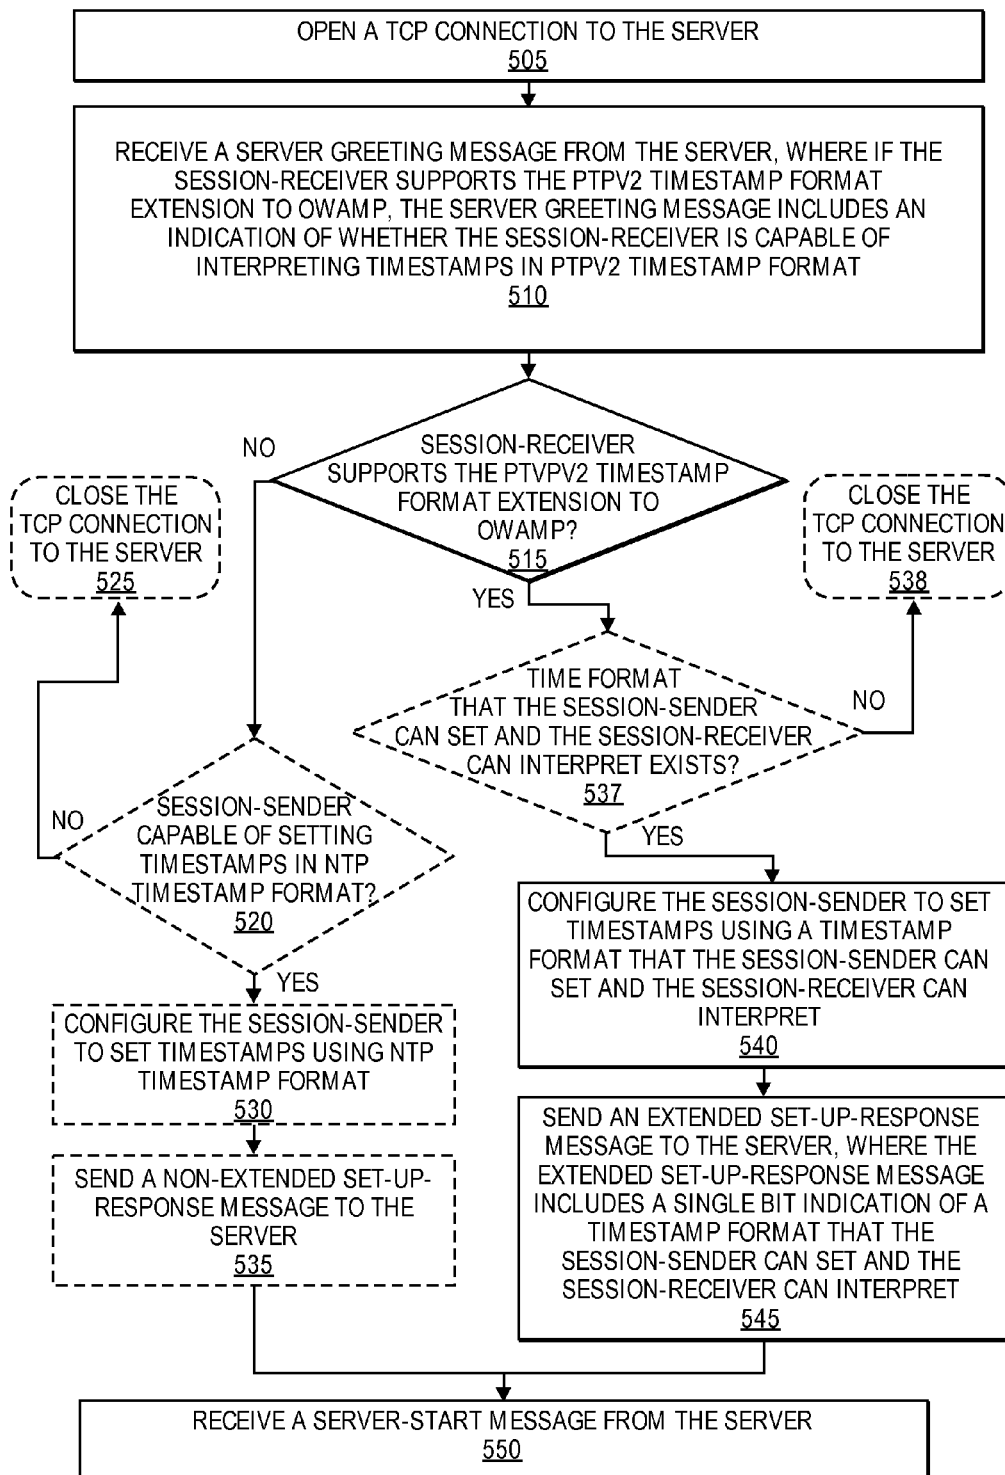 OPEN A TCP CONNECTION TO THE SERVER
505
RECEIVE A SERVER GREETING MESSAGE FROM THE SERVER, WHERE IF THE
SESSION-RECEIVER SUPPORTS THE PTPV2 TIMESTAMP FORMAT
EXTENSION TO OWAMP, THE SERVER GREETING MESSAGE INCLUDES AN
INDICATION OF WHETHER THE SESSION-RECEIVER IS CAPABLE OF
INTERPRETING TIMESTAMPS IN PTPV2 TIMESTAMP FORMAT
510
NO
SESSION-RECEIVER
SUPPORTS THE PTVPV2 TIMESTAMP
FORMAT EXTENSION TO
OWAMP?
515
YES
CLOSE THE
TCP CONNECTION
TO THE SERVER
525
CLOSE THE
TCP CONNECTION
TO THE SERVER
538
TIME FORMAT
THAT THE SESSION-SENDER
CAN SET AND THE SESSION-RECEIVER
CAN INTERPRET EXISTS?
537
NO
YES
NO
SESSION-SENDER
CAPABLE OF SETTING
TIMESTAMPS IN NTP
TIMESTAMP FORMAT?
520
YES
CONFIGURE THE SESSION-SENDER
TO SET TIMESTAMPS USING NTP
TIMESTAMP FORMAT
530
SEND A NON-EXTENDED SET-UP-
RESPONSE MESSAGE TO THE
SERVER
535
CONFIGURE THE SESSION-SENDER TO SET
TIMESTAMPS USING A TIMESTAMP
FORMAT THAT THE SESSION-SENDER CAN
SET AND THE SESSION-RECEIVER CAN
INTERPRET
540
SEND AN EXTENDED SET-UP-RESPONSE
MESSAGE TO THE SERVER, WHERE THE
EXTENDED SET-UP-RESPONSE MESSAGE
INCLUDES A SINGLE BIT INDICATION OF A
TIMESTAMP FORMAT THAT THE
SESSION-SENDER CAN SET AND THE
SESSION-RECEIVER CAN INTERPRET
545
RECEIVE A SERVER-START MESSAGE FROM THE SERVER
550